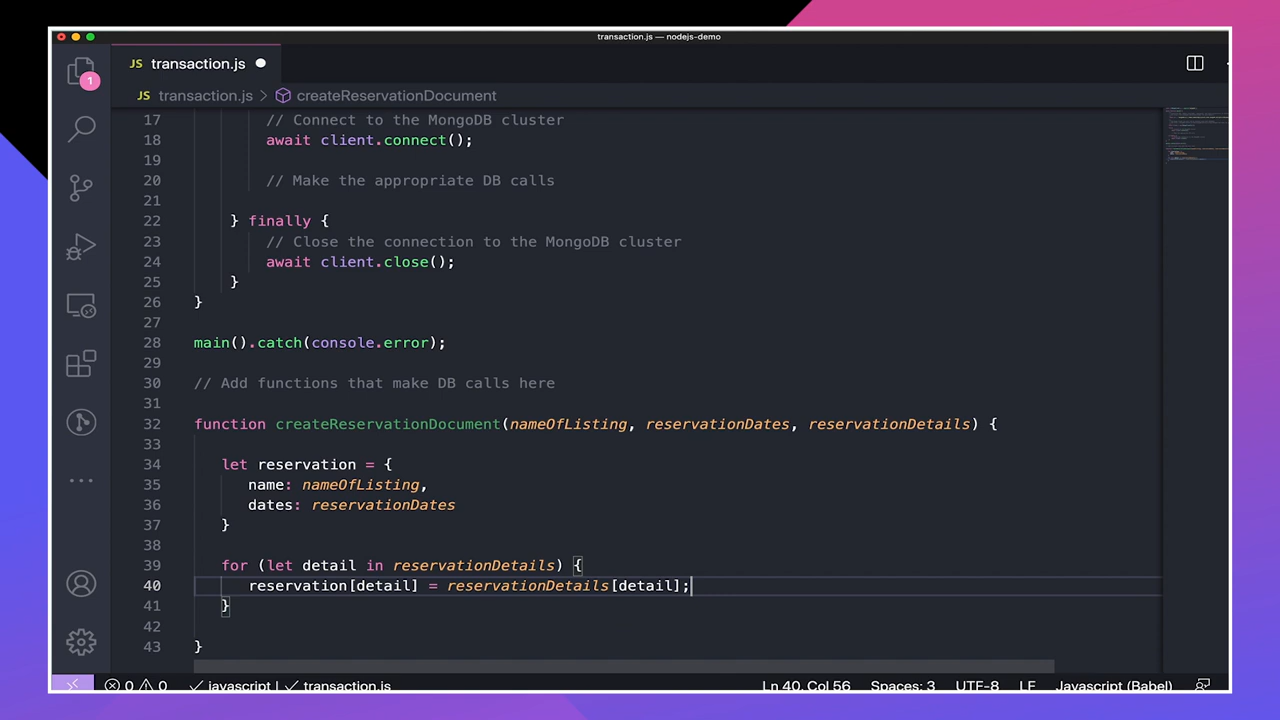 transaction.js — nodejs-demo
JS transaction.js
1
JS transaction.js > createReservationDocument
17 // Connect to the MongoDB cluster
18 await client.connect();
19
20 // Make the appropriate DB calls
21
22 } finally {
23 // Close the connection to the MongoDB cluster
24 await client.close();
25 }
26 }
27
28 main().catch(console.error);
29
30 // Add functions that make DB calls here
31
32 function createReservationDocument(nameOfListing, reservationDates, reservationDetails) {
33
34 let reservation = {
35 name: nameOfListing,
36 dates: reservationDates
37 }
38
39 for (let detail in reservationDetails) {
40 reservation[detail] = reservationDetails[detail];
41 }
42
43 }
0 0 javascript | transaction.js Ln 40, Col 56 Spaces: 3 UTF-8 LF Javascript (Babel)